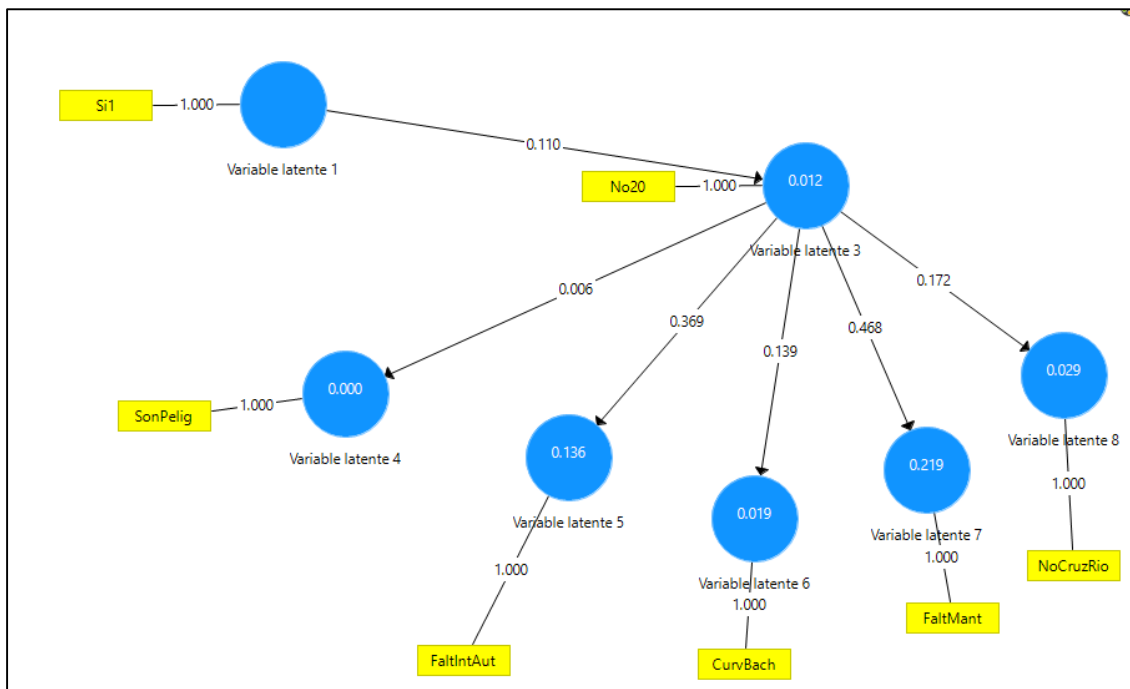 Si1
1.000
Variable latente 1
0.110
No20
1.000
0.012
Variable latente 3
0.006
0.369
0.139
0.468
0.172
SonPelig
1.000
0.000
Variable latente 4
0.136
Variable latente 5
0.019
Variable latente 6
0.219
Variable latente 7
0.029
Variable latente 8
1.000
FaltIntAut
1.000
CurvBach
1.000
FaltMant
1.000
NoCruzRio